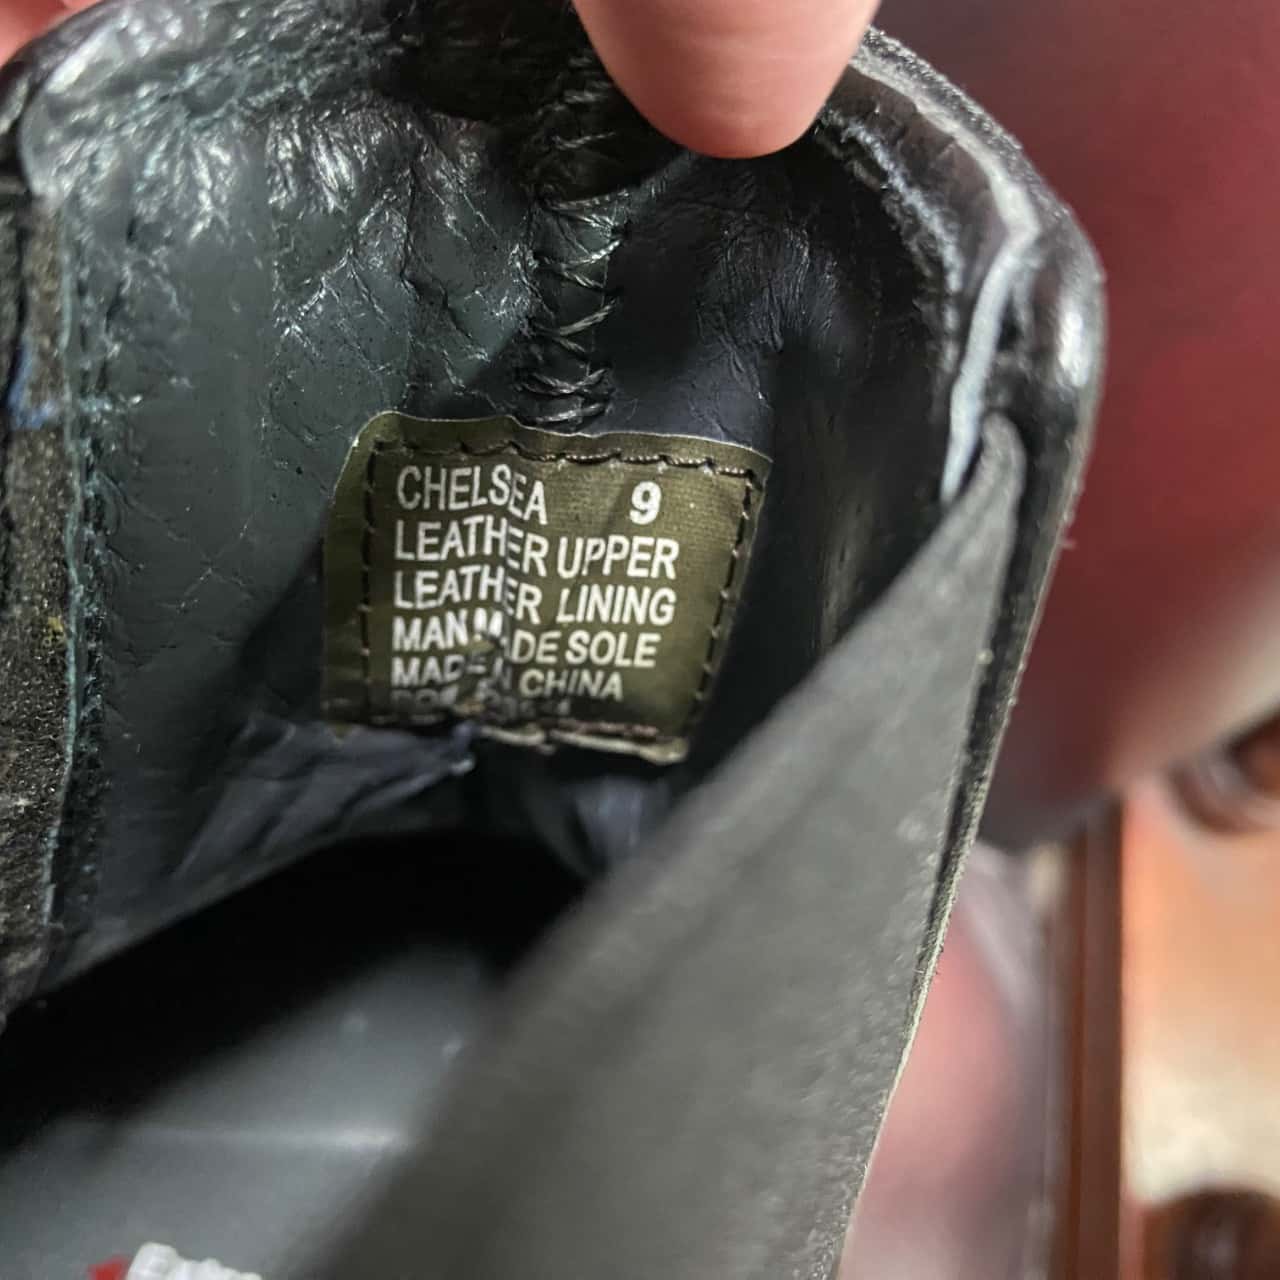 CHELSEA 9
LEATHER UPPER
LEATHER LINING
MAN MADE SOLE
MADE IN CHINA